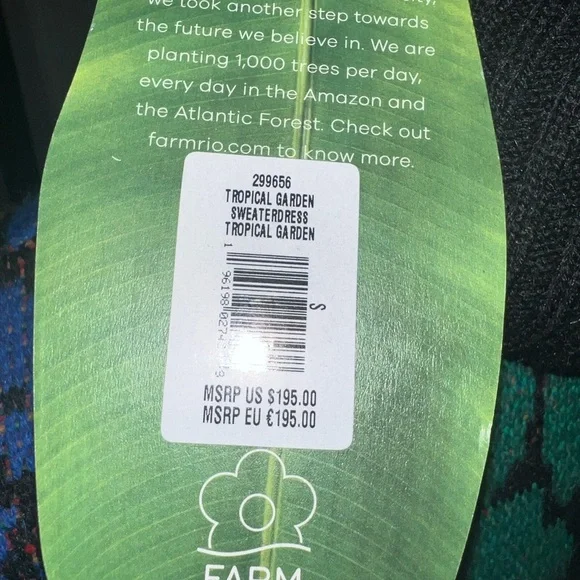 we took another step towards
the future we believe in. We are
planting 1,000 trees per day,
every day in the Amazon and
the Atlantic Forest. Check out
farmrio.com to know more.
299656
TROPICAL GARDEN
SWEATERDRESS
TROPICAL GARDEN
S
MSRP US $195.00
MSRP EU €195.00
FARM